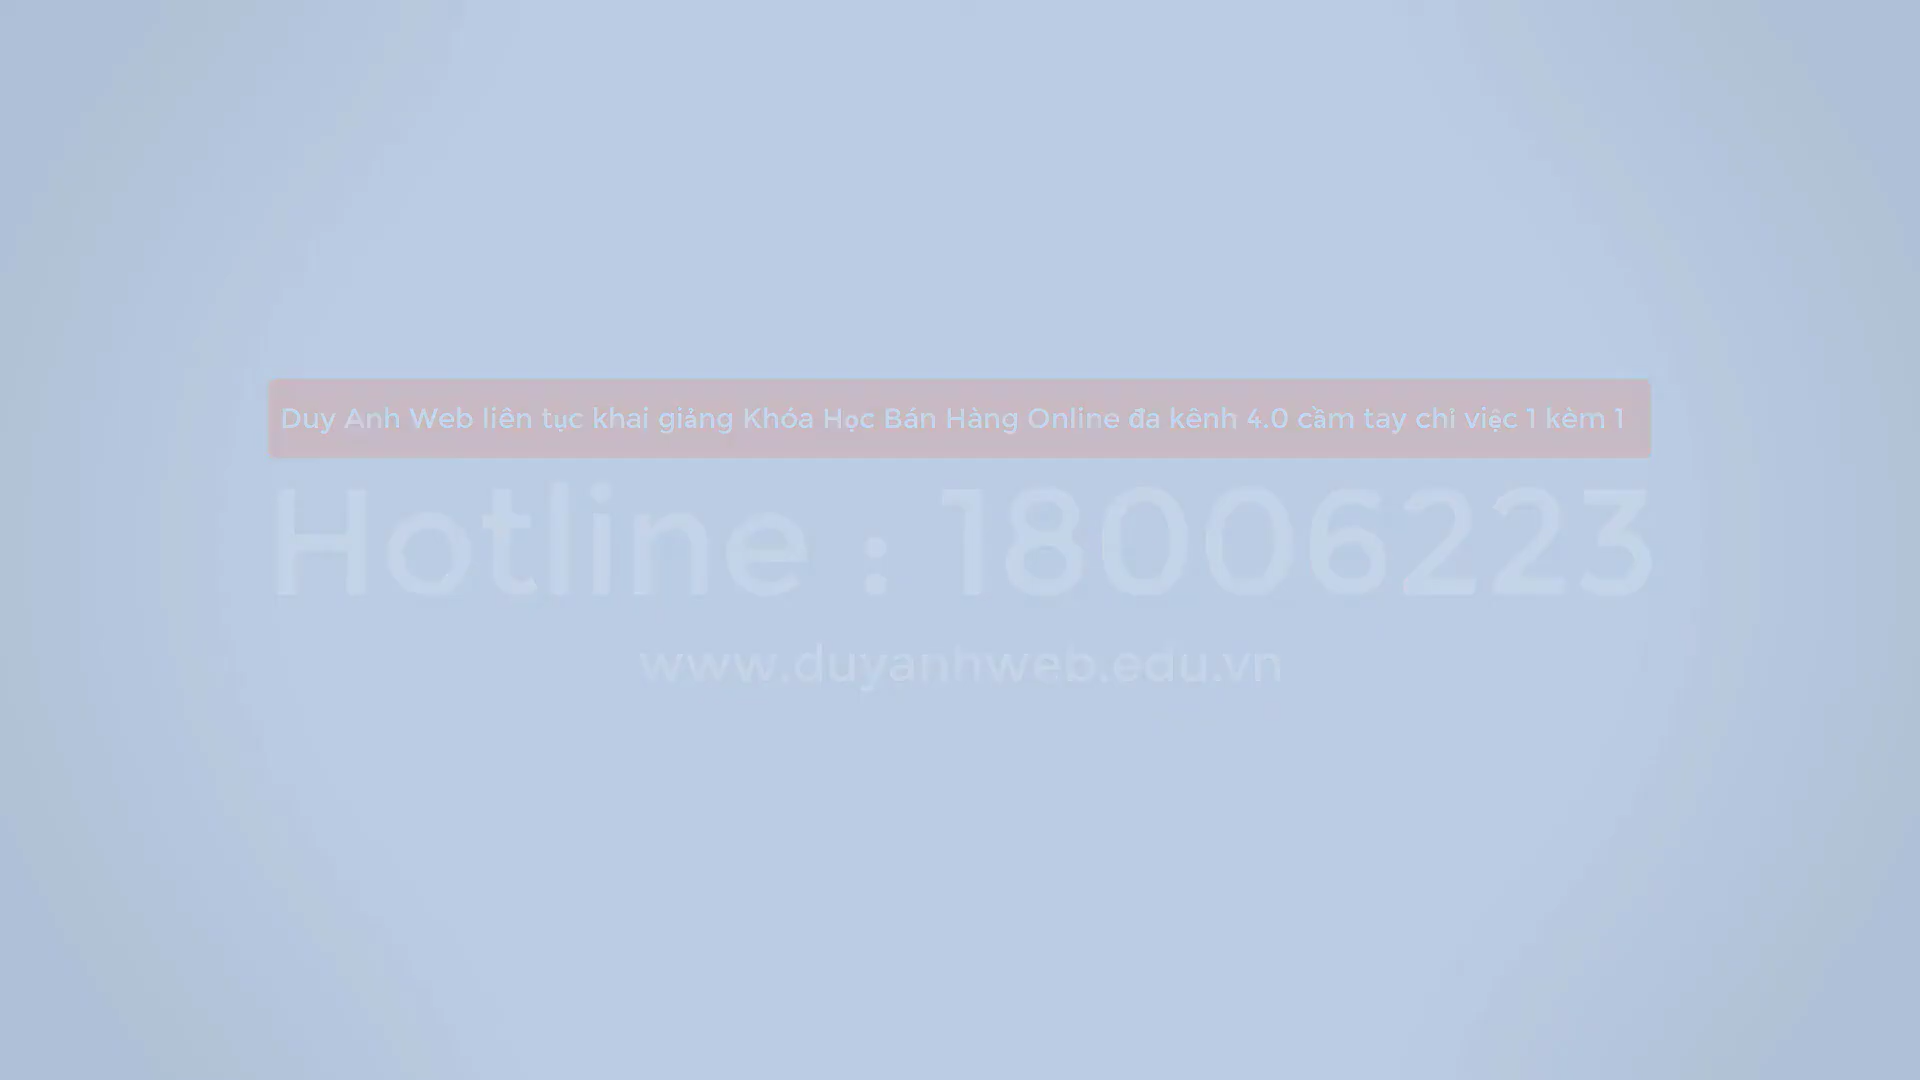 Duy Anh Web liên tục khai giảng Khóa Học Bán Hàng Online đa kênh 4.0 cầm tay chỉ việc 1 kèm 1
Hotline : 18006223
www.duyanhweb.edu.vn